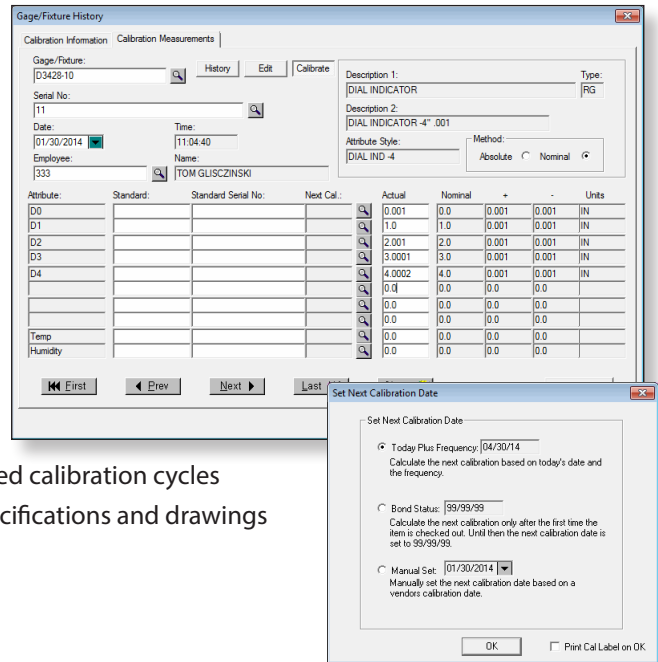 Gage/Fixture History
Calibration Information Calibration Measurements
Gage/Fixture:
D3428-10 History Edit Calibrate
Serial No:
11
Date: Time:
01/30/2014 11:04:40
Employee: Name:
333 TOM GLISCZINSKI
Description 1: Type:
DIAL INDICATOR RG
Description 2:
DIAL INDICATOR -4" .001
Attribute Style: Method:
DIAL IND -4 Absolute Nominal
Attribute: Standard: Standard Serial No: Next Cal.: Actual Nominal + - Units
D0 0.001 0.0 0.001 0.001 IN
D1 1.0 1.0 0.001 0.001 IN
D2 2.001 2.0 0.001 0.001 IN
D3 3.0001 3.0 0.001 0.001 IN
D4 4.0002 4.0 0.001 0.001 IN
0.0 0.0 0.0 0.0
0.0 0.0 0.0 0.0
0.0 0.0 0.0 0.0
Temp 0.0 0.0 0.0 0.0
Humidity 0.0 0.0 0.0 0.0
First Prev Next Last
ed calibration cycles
cifications and drawings
Set Next Calibration Date
Set Next Calibration Date
Today Plus Frequency: 04/30/14
Calculate the next calibration based on today's date and
the frequency.
Bond Status: 99/99/99
Calculate the next calibration only after the first time the
item is checked out. Until then the next calibration date is
set to 99/99/99.
Manual Set: 01/30/2014
Manually set the next calibration date based on a
vendors calibration date.
OK Print Cal Label on OK